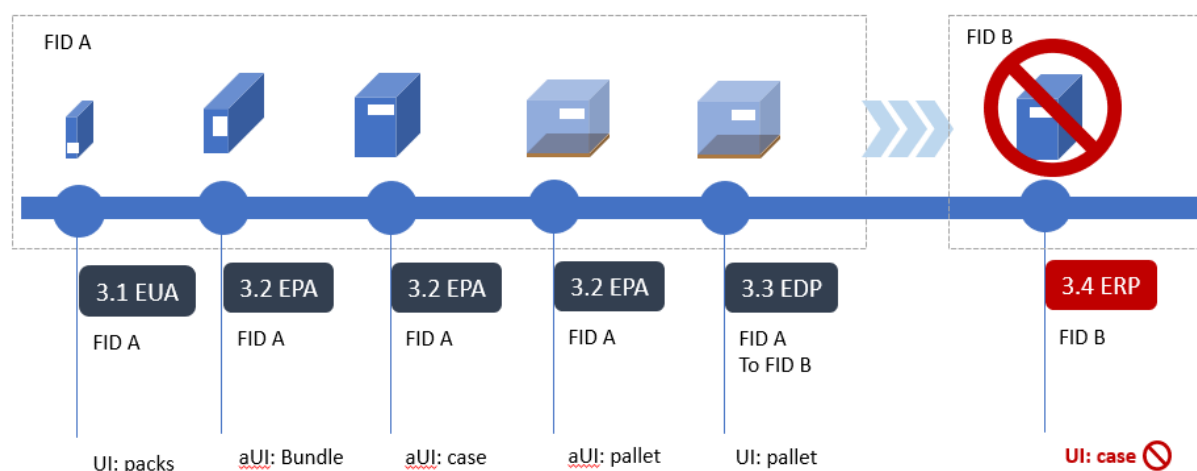 FID A
FID B
3.1 EUA
3.2 EPA
3.2 EPA
3.2 EPA
3.3 EDP
3.4 ERP
FID A
FID A
FID A
FID A
FID A
To FID B
FID B
UI: packs
aUI: Bundle
aUI: case
aUI: pallet
UI: pallet
UI: case